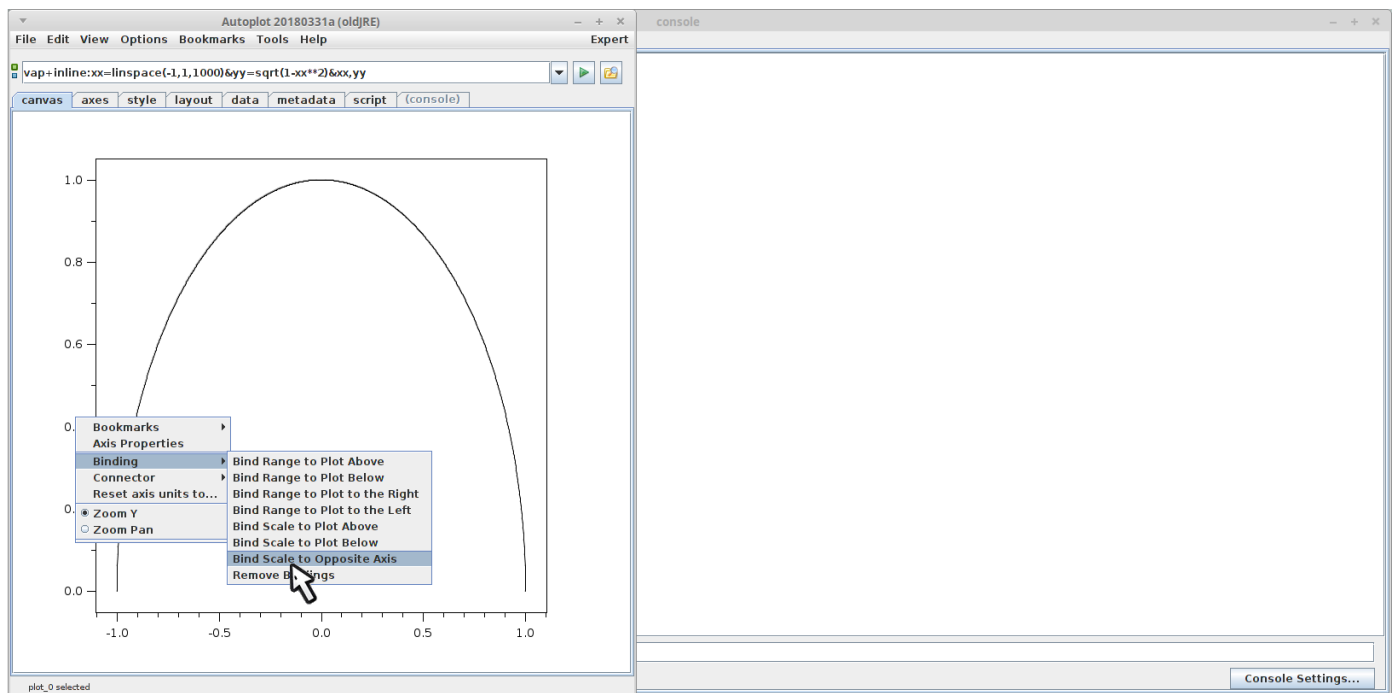 Autoplot 20180331a (oldJRE)
console
File Edit View Options Bookmarks Tools Help Expert
vap+inline:xx=linspace(-1,1,1000)&yy=sqrt(1-xx**2)&xx,yy
canvas axes style layout data metadata script (console)
1.0
0.8
0.6
0.
0.
0.0
-1.0 -0.5 0.0 0.5 1.0
Bookmarks
Axis Properties
Binding
Connector
Reset axis units to...
Zoom Y
Zoom Pan
Bind Range to Plot Above
Bind Range to Plot Below
Bind Range to Plot to the Right
Bind Range to Plot to the Left
Bind Scale to Plot Above
Bind Scale to Plot Below
Bind Scale to Opposite Axis
Remove
Console Settings...
plot_0 selected